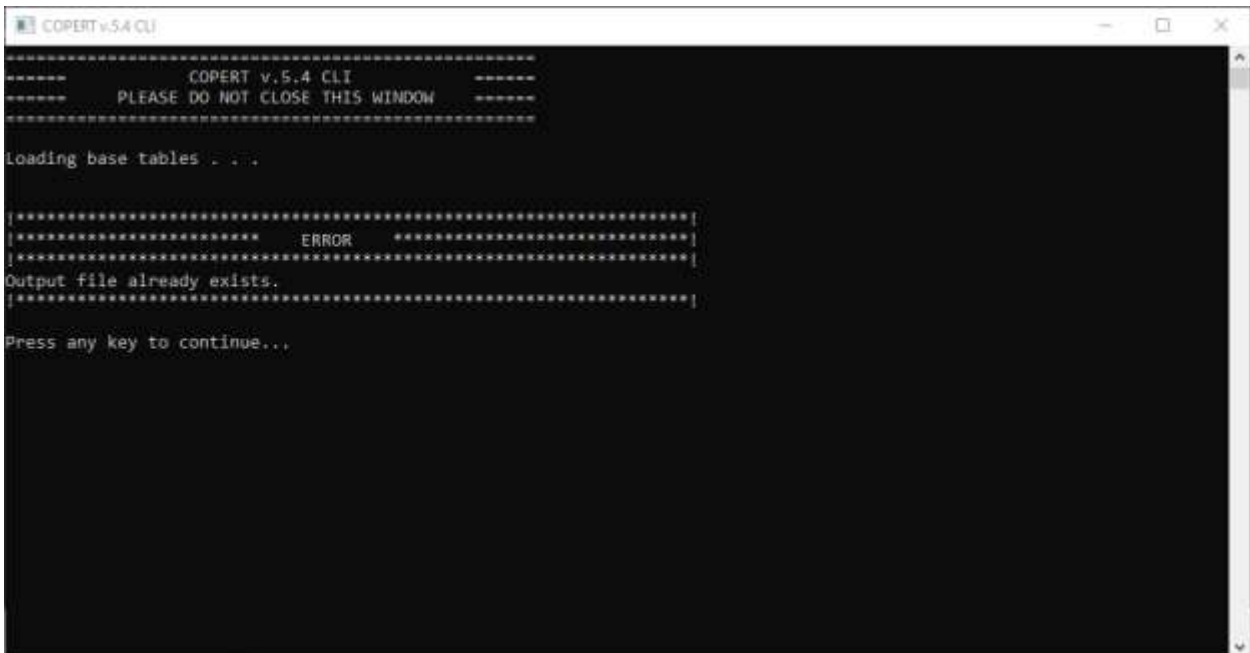 COPERT v.5.4 CLI
------------------------------------------------------
------ COPERT v.5.4 CLI ------
------ PLEASE DO NOT CLOSE THIS WINDOW ------
------------------------------------------------------
Loading base tables . . .
|******************************************************************|
|************************ ERROR *****************************|
|******************************************************************|
Output file already exists.
|******************************************************************|
Press any key to continue...